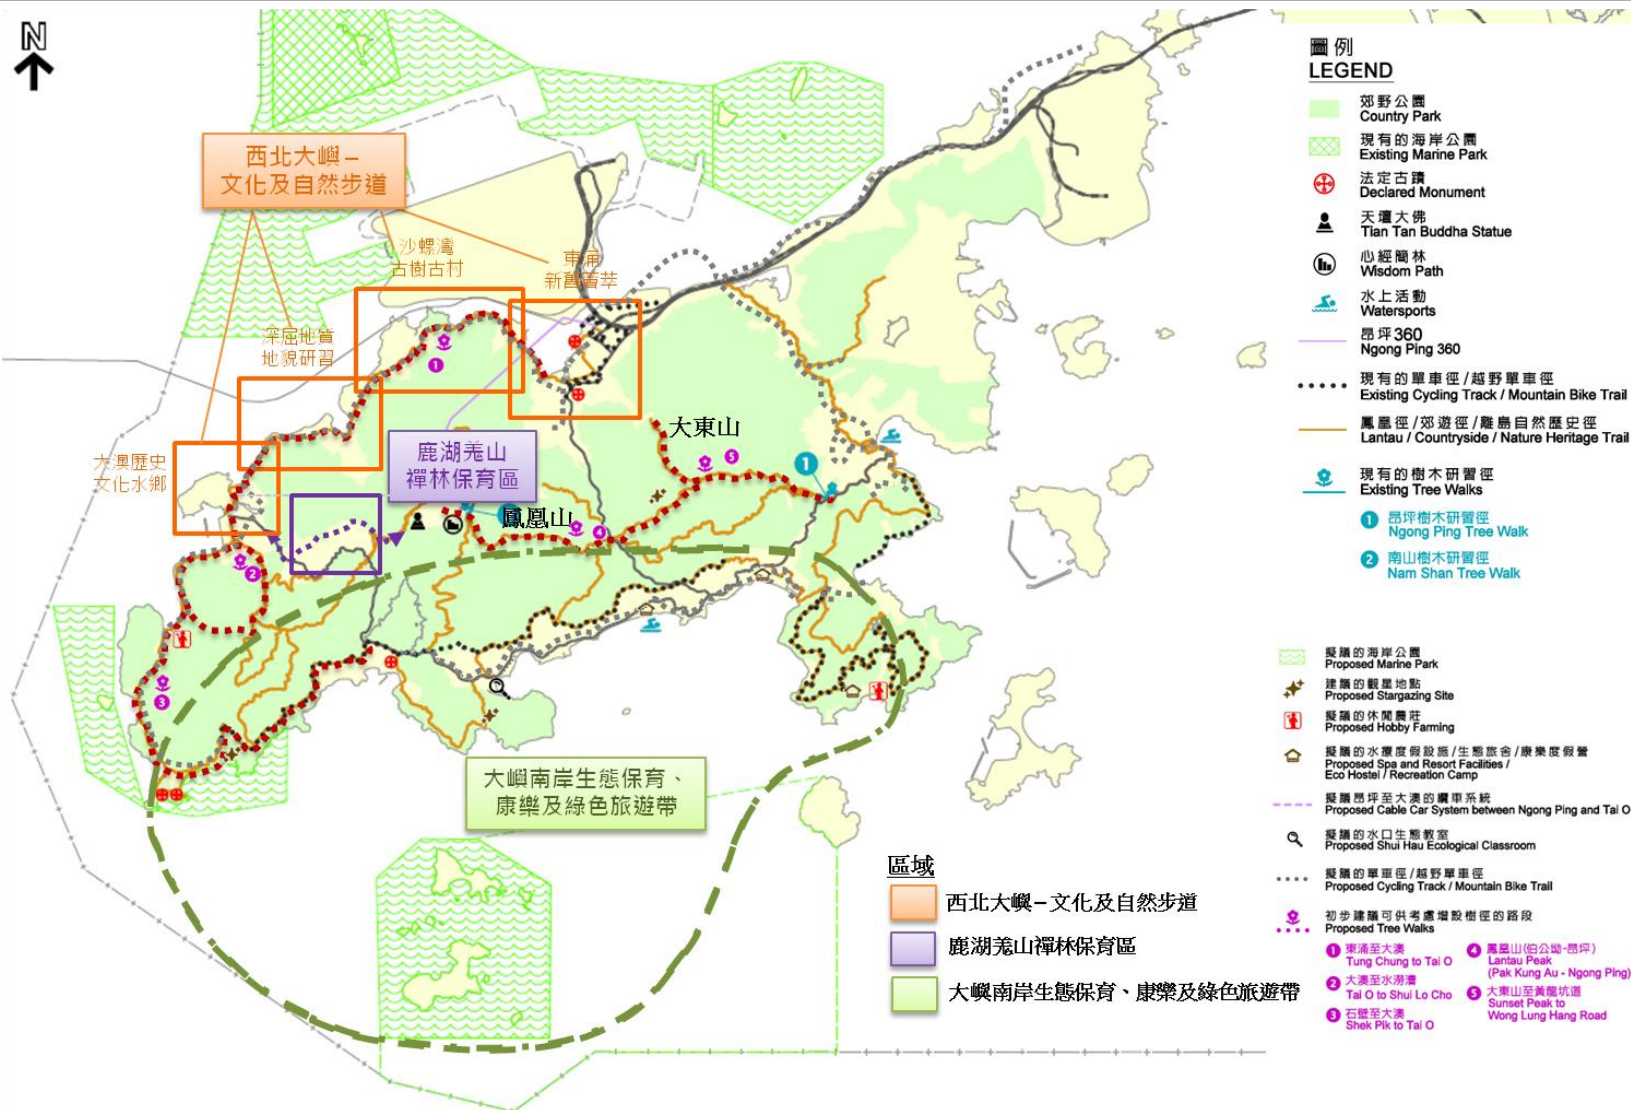 N
西北大嶼–
文化及自然步道
沙螺灣
古樹古村
東涌
新舊薈萃
深屈地質
地貌研習
大澳歷史
文化水鄉
鹿湖羗山
禪林保育區
大東山
鳳凰山
1
5
1
4
2
3
大嶼南岸生態保育、
康樂及綠色旅遊帶
區域
西北大嶼–文化及自然步道
鹿湖羗山禪林保育區
大嶼南岸生態保育、康樂及綠色旅遊帶
圖例
LEGEND
郊野公園
Country Park
現有的海岸公園
Existing Marine Park
法定古蹟
Declared Monument
天壇大佛
Tian Tan Buddha Statue
心經簡林
Wisdom Path
水上活動
Watersports
昂坪360
Ngong Ping 360
現有的單車徑/越野單車徑
Existing Cycling Track / Mountain Bike Trail
鳳凰徑/郊遊徑/離島自然歷史徑
Lantau / Countryside / Nature Heritage Trail
現有的樹木研習徑
Existing Tree Walks
1 昂坪樹木研習徑
Ngong Ping Tree Walk
2 南山樹木研習徑
Nam Shan Tree Walk
擬議的海岸公園
Proposed Marine Park
建議的觀星地點
Proposed Stargazing Site
擬議的休閒農莊
Proposed Hobby Farming
擬議的水療度假設施/生態旅舍/康樂度假營
Proposed Spa and Resort Facilities /
Eco Hostel / Recreation Camp
擬議昂坪至大澳的纜車系統
Proposed Cable Car System between Ngong Ping and Tai O
擬議的水口生態教室
Proposed Shui Hau Ecological Classroom
擬議的單車徑/越野單車徑
Proposed Cycling Track / Mountain Bike Trail
初步建議可供考慮增設樹徑的路段
Proposed Tree Walks
1 東涌至大澳
Tung Chung to Tai O
2 大澳至水澇漕
Tai O to Shui Lo Cho
3 石壁至大澳
Shek Pik to Tai O
4 鳳凰山(伯公坳-昂坪)
Lantau Peak
(Pak Kung Au - Ngong Ping)
5 大東山至黃龍坑道
Sunset Peak to
Wong Lung Hang Road